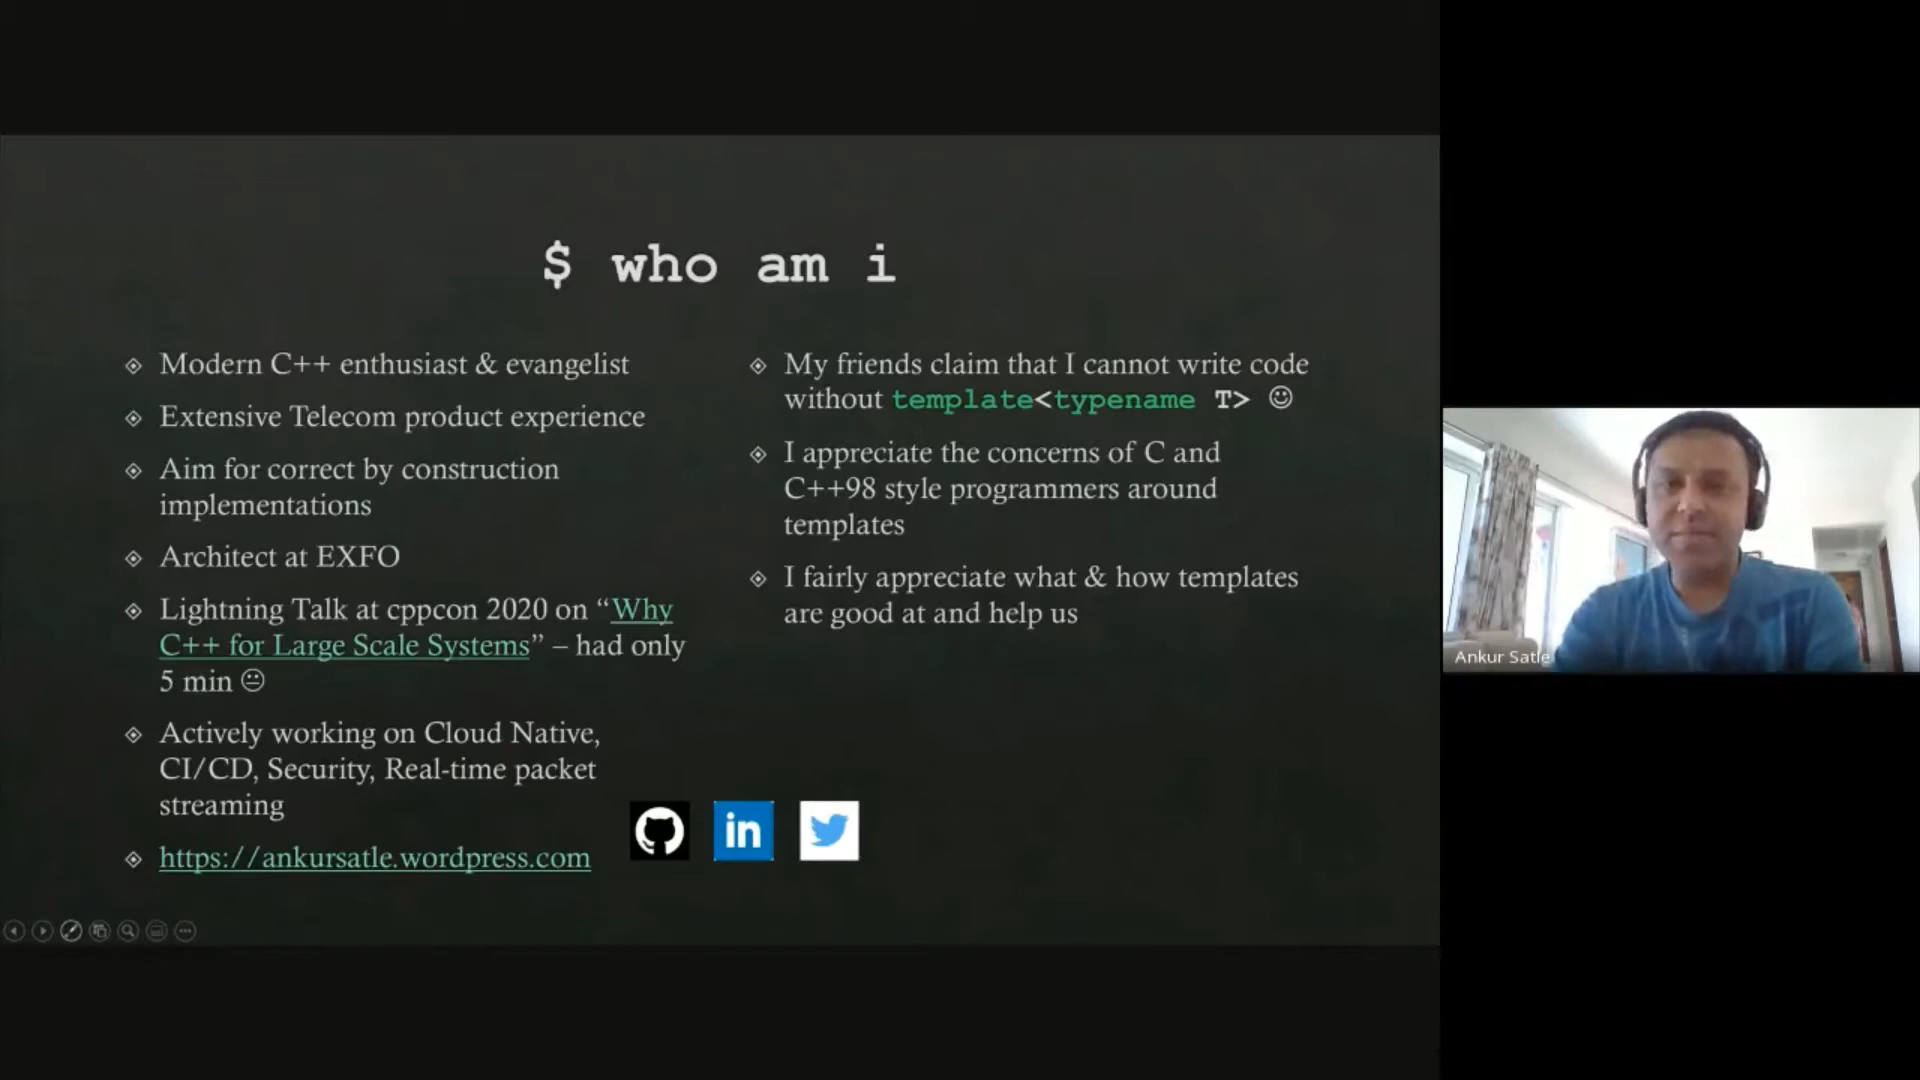 $ who am i
Modern C++ enthusiast & evangelist
Extensive Telecom product experience
Aim for correct by construction
implementations
Architect at EXFO
Lightning Talk at cppcon 2020 on “Why
C++ for Large Scale Systems” – had only
5 min 😐
Actively working on Cloud Native,
CI/CD, Security, Real-time packet
streaming
https://ankursatle.wordpress.com
My friends claim that I cannot write code
without template<typename T> ☺
I appreciate the concerns of C and
C++98 style programmers around
templates
I fairly appreciate what & how templates
are good at and help us
in
Ankur Satle